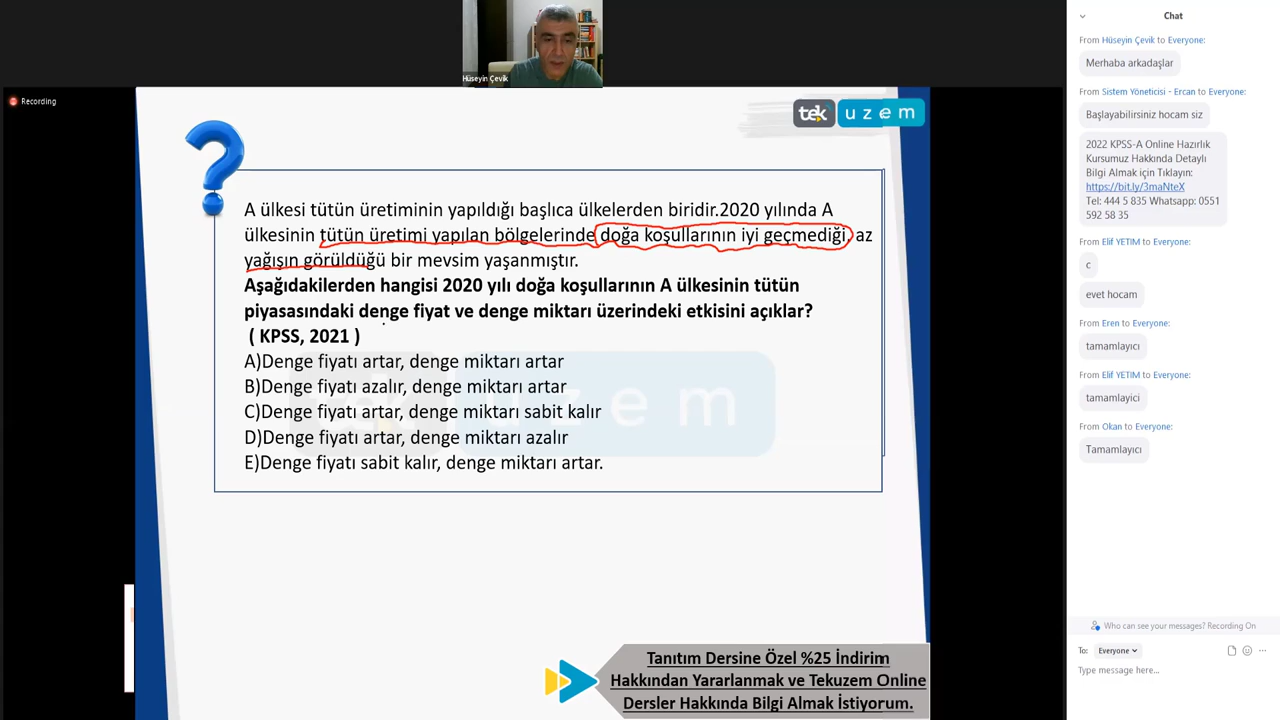 Hüseyin Çevik
Recording
tek uzem
A ülkesi tütün üretiminin yapıldığı başlıca ülkelerden biridir.2020 yılında A
ülkesinin tütün üretimi yapılan bölgelerinde doğa koşullarının iyi geçmediği, az
yağışın görüldüğü bir mevsim yaşanmıştır.
Aşağıdakilerden hangisi 2020 yılı doğa koşullarının A ülkesinin tütün
piyasasındaki denge fiyat ve denge miktarı üzerindeki etkisini açıklar?
( KPSS, 2021 )
A)Denge fiyatı artar, denge miktarı artar
B)Denge fiyatı azalır, denge miktarı artar
C)Denge fiyatı artar, denge miktarı sabit kalır
D)Denge fiyatı artar, denge miktarı azalır
E)Denge fiyatı sabit kalır, denge miktarı artar.
tek uzem
Tanıtım Dersine Özel %25 İndirim
Hakkından Yararlanmak ve Tekuzem Online
Dersler Hakkında Bilgi Almak İstiyorum.
Chat
From Hüseyin Çevik to Everyone:
Merhaba arkadaşlar
From Sistem Yöneticisi - Ercan to Everyone:
Başlayabilirsiniz hocam siz
2022 KPSS-A Online Hazırlık
Kursumuz Hakkında Detaylı
Bilgi Almak için Tıklayın:
https://bit.ly/3maNteX
Tel: 444 5 835 Whatsapp: 0551
592 58 35
From Elif YETIM to Everyone:
c
evet hocam
From Eren to Everyone:
tamamlayıcı
From Elif YETIM to Everyone:
tamamlayici
From Okan to Everyone:
Tamamlayıcı
Who can see your messages? Recording On
To: Everyone
Type message here...